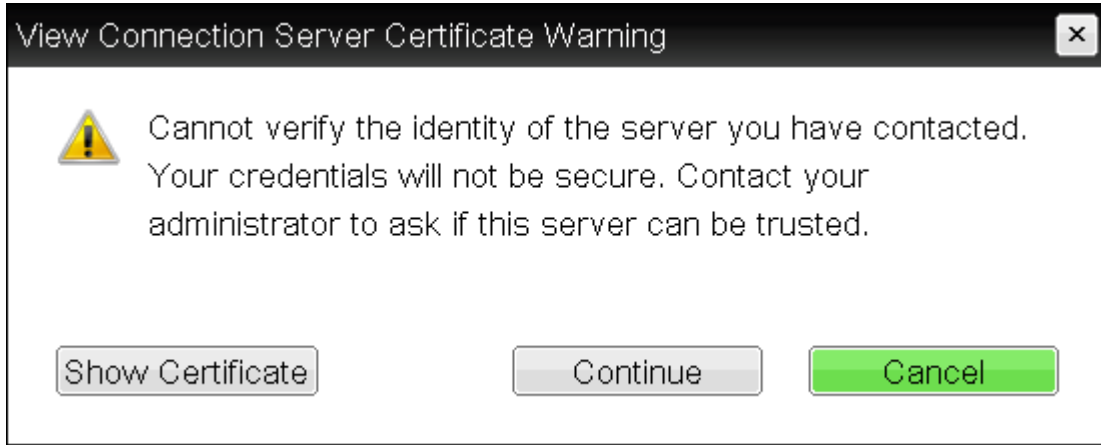 View Connection Server Certificate Warning
Cannot verify the identity of the server you have contacted.
Your credentials will not be secure. Contact your
administrator to ask if this server can be trusted.
Show Certificate
Continue
Cancel